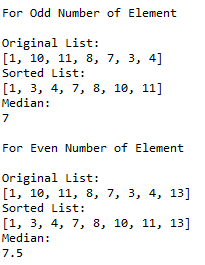 For Odd Number of Element
Original List:
[1, 10, 11, 8, 7, 3, 4]
Sorted List:
[1, 3, 4, 7, 8, 10, 11]
Median:
7
For Even Number of Element
Original List:
[1, 10, 11, 8, 7, 3, 4, 13]
Sorted List:
[1, 3, 4, 7, 8, 10, 11, 13]
Median:
7.5